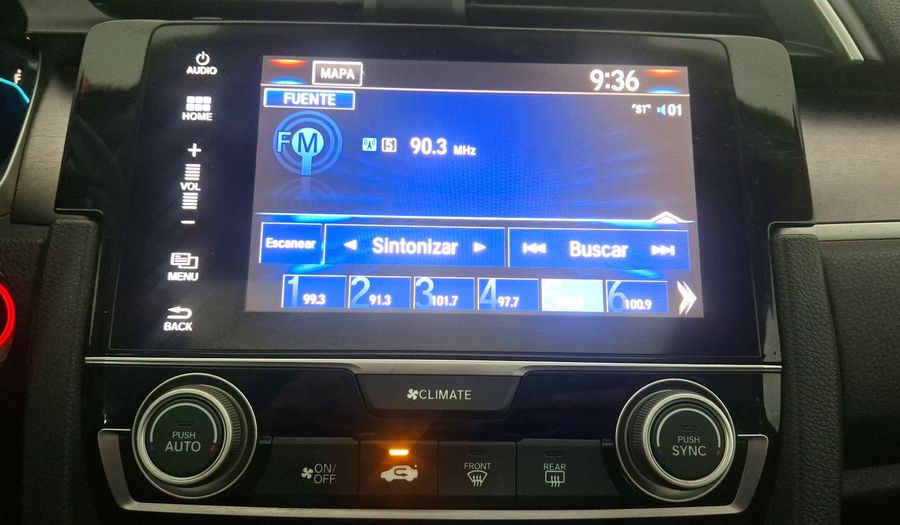 F
AUDIO
HOME
+
VOL
−
MENU
BACK
MAPA
9:36
FUENTE
"ST" 01
FM
5 90.3 MHz
Escanear
Sintonizar
Buscar
1 99.3
2 91.3
3 101.7
4 97.7
5
6 100.9
CLIMATE
PUSH
AUTO
ON/
OFF
FRONT
REAR
PUSH
SYNC